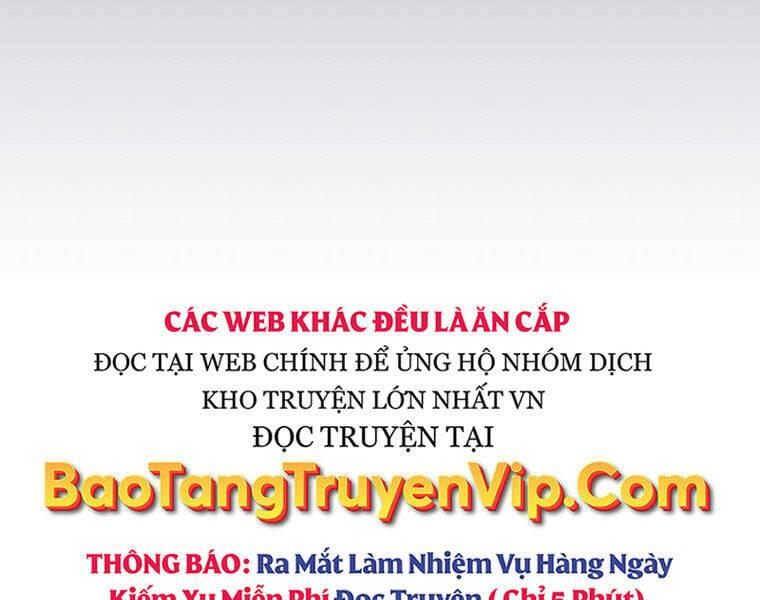 CÁC WEB KHÁC ĐỀU LÀ ĂN CẮP
ĐỌC TẠI WEB CHÍNH ĐỂ ỦNG HỘ NHÓM DỊCH
KHO TRUYỆN LỚN NHẤT VN
ĐỌC TRUYỆN TẠI
BaoTangTruyenVip.Com
THÔNG BÁO: Ra Mắt Làm Nhiệm Vụ Hàng Ngày
Kiếm Xu Miễn Phí Đọc Truyện ( Chỉ 5 Phút)